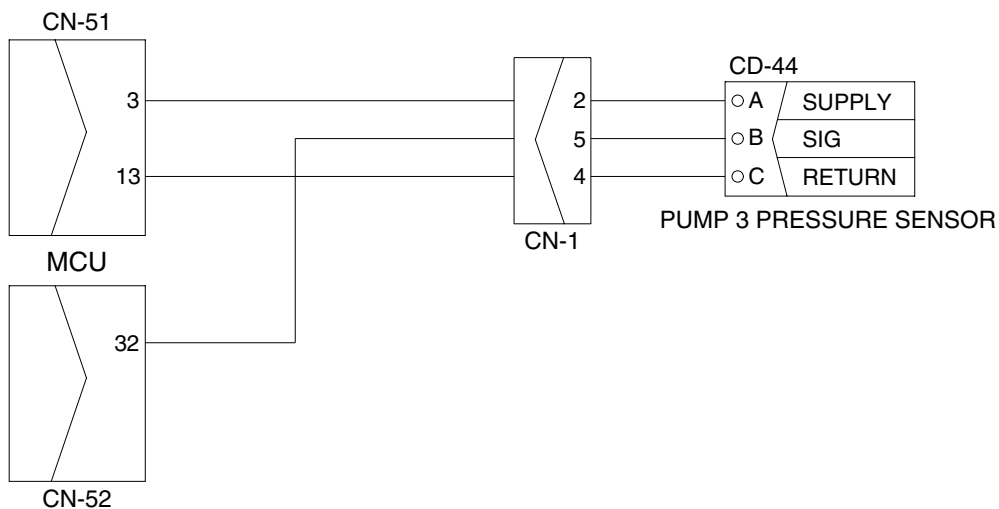 CN-51
CD-44
3 2 A SUPPLY
5 B SIG
13 4 C RETURN
PUMP 3 PRESSURE SENSOR
CN-1
MCU
32
CN-52